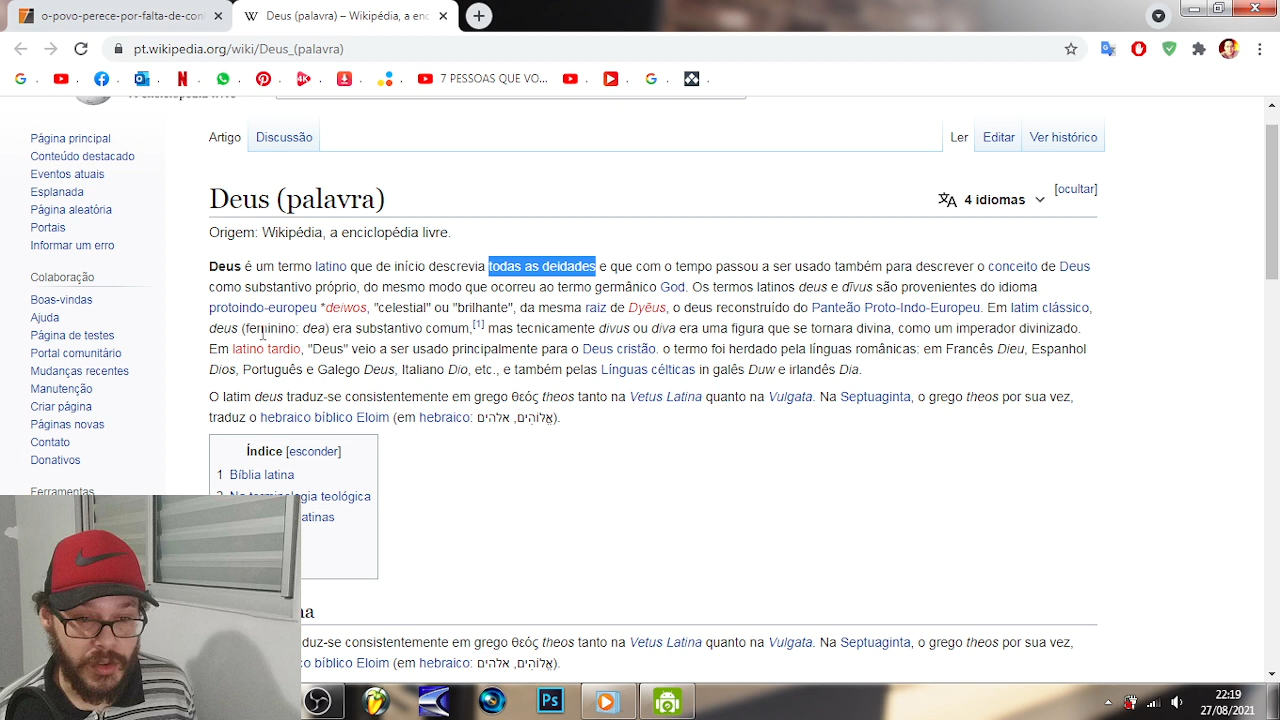 o-povo-perece-por-falta-de-con
Deus (palavra) – Wikipédia, a enc
pt.wikipedia.org/wiki/Deus_(palavra)
7 PESSOAS QUE VO...
Página principal
Conteúdo destacado
Eventos atuais
Esplanada
Página aleatória
Portais
Informar um erro
Colaboração
Boas-vindas
Ajuda
Página de testes
Portal comunitário
Mudanças recentes
Manutenção
Criar página
Páginas novas
Contato
Donativos
Ferramentas
Artigo Discussão Ler Editar Ver histórico
Deus (palavra)
4 idiomas
[ocultar]
Origem: Wikipédia, a enciclopédia livre.
Deus é um termo latino que de início descrevia todas as deidades e que com o tempo passou a ser usado também para descrever o conceito de Deus
como substantivo próprio, do mesmo modo que ocorreu ao termo germânico God. Os termos latinos deus e dīvus são provenientes do idioma
protoindo-europeu *deiwos, "celestial" ou "brilhante", da mesma raiz de Dyēus, o deus reconstruído do Panteão Proto-Indo-Europeu. Em latim clássico,
deus (feminino: dea) era substantivo comum,[1] mas tecnicamente divus ou diva era uma figura que se tornara divina, como um imperador divinizado.
Em latino tardio, "Deus" veio a ser usado principalmente para o Deus cristão. o termo foi herdado pela línguas românicas: em Francês Dieu, Espanhol
Dios, Português e Galego Deus, Italiano Dio, etc., e também pelas Línguas célticas in galês Duw e irlandês Dia.
O latim deus traduz-se consistentemente em grego θεός theos tanto na Vetus Latina quanto na Vulgata. Na Septuaginta, o grego theos por sua vez,
traduz o hebraico bíblico Eloim (em hebraico: אֱלוֹהִים, אלהים).
Índice [esconder]
1 Bíblia latina
2 Na terminologia teológica
atinas
na
duz-se consistentemente em grego θεός theos tanto na Vetus Latina quanto na Vulgata. Na Septuaginta, o grego theos por sua vez,
co bíblico Eloim (em hebraico: אֱלוֹהִים, אלהים).
Ps
22:19
27/08/2021